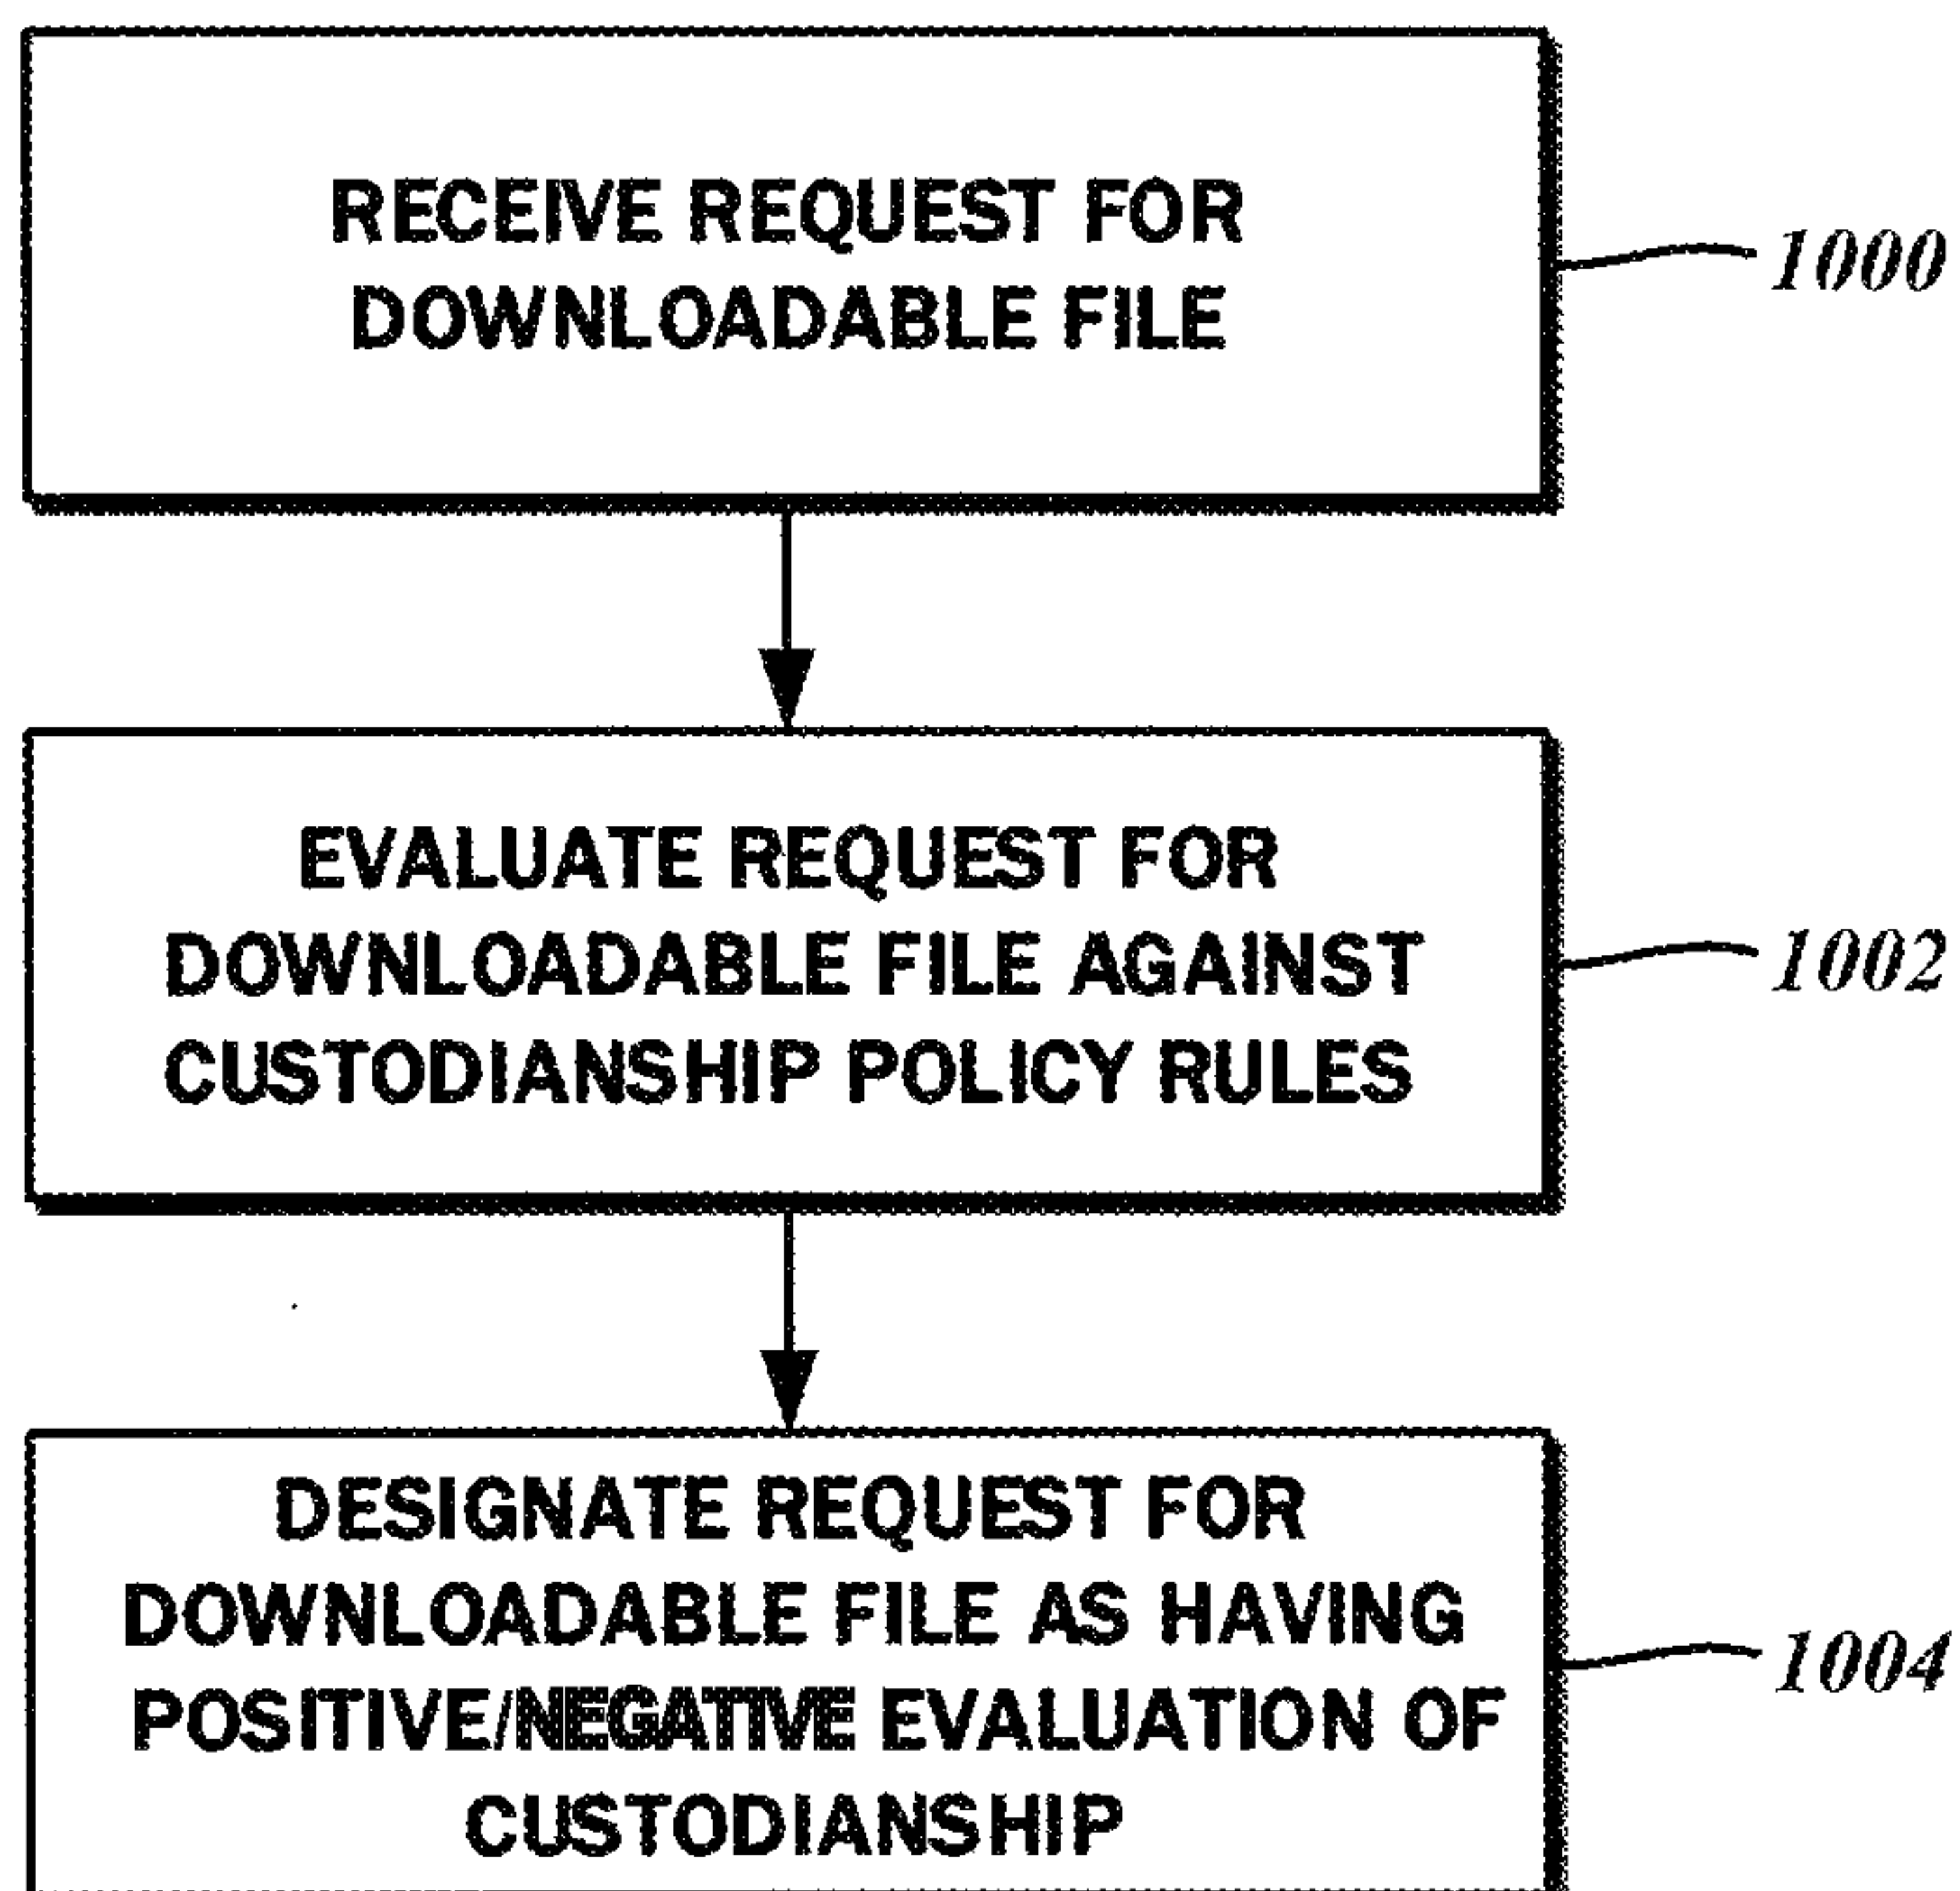 RECEIVE REQUEST FOR
DOWNLOADABLE FILE
1000
EVALUATE REQUEST FOR
DOWNLOADABLE FILE AGAINST
CUSTODIANSHIP POLICY RULES
1002
DESIGNATE REQUEST FOR
DOWNLOADABLE FILE AS HAVING
POSITIVE/NEGATIVE EVALUATION OF
CUSTODIANSHIP
1004